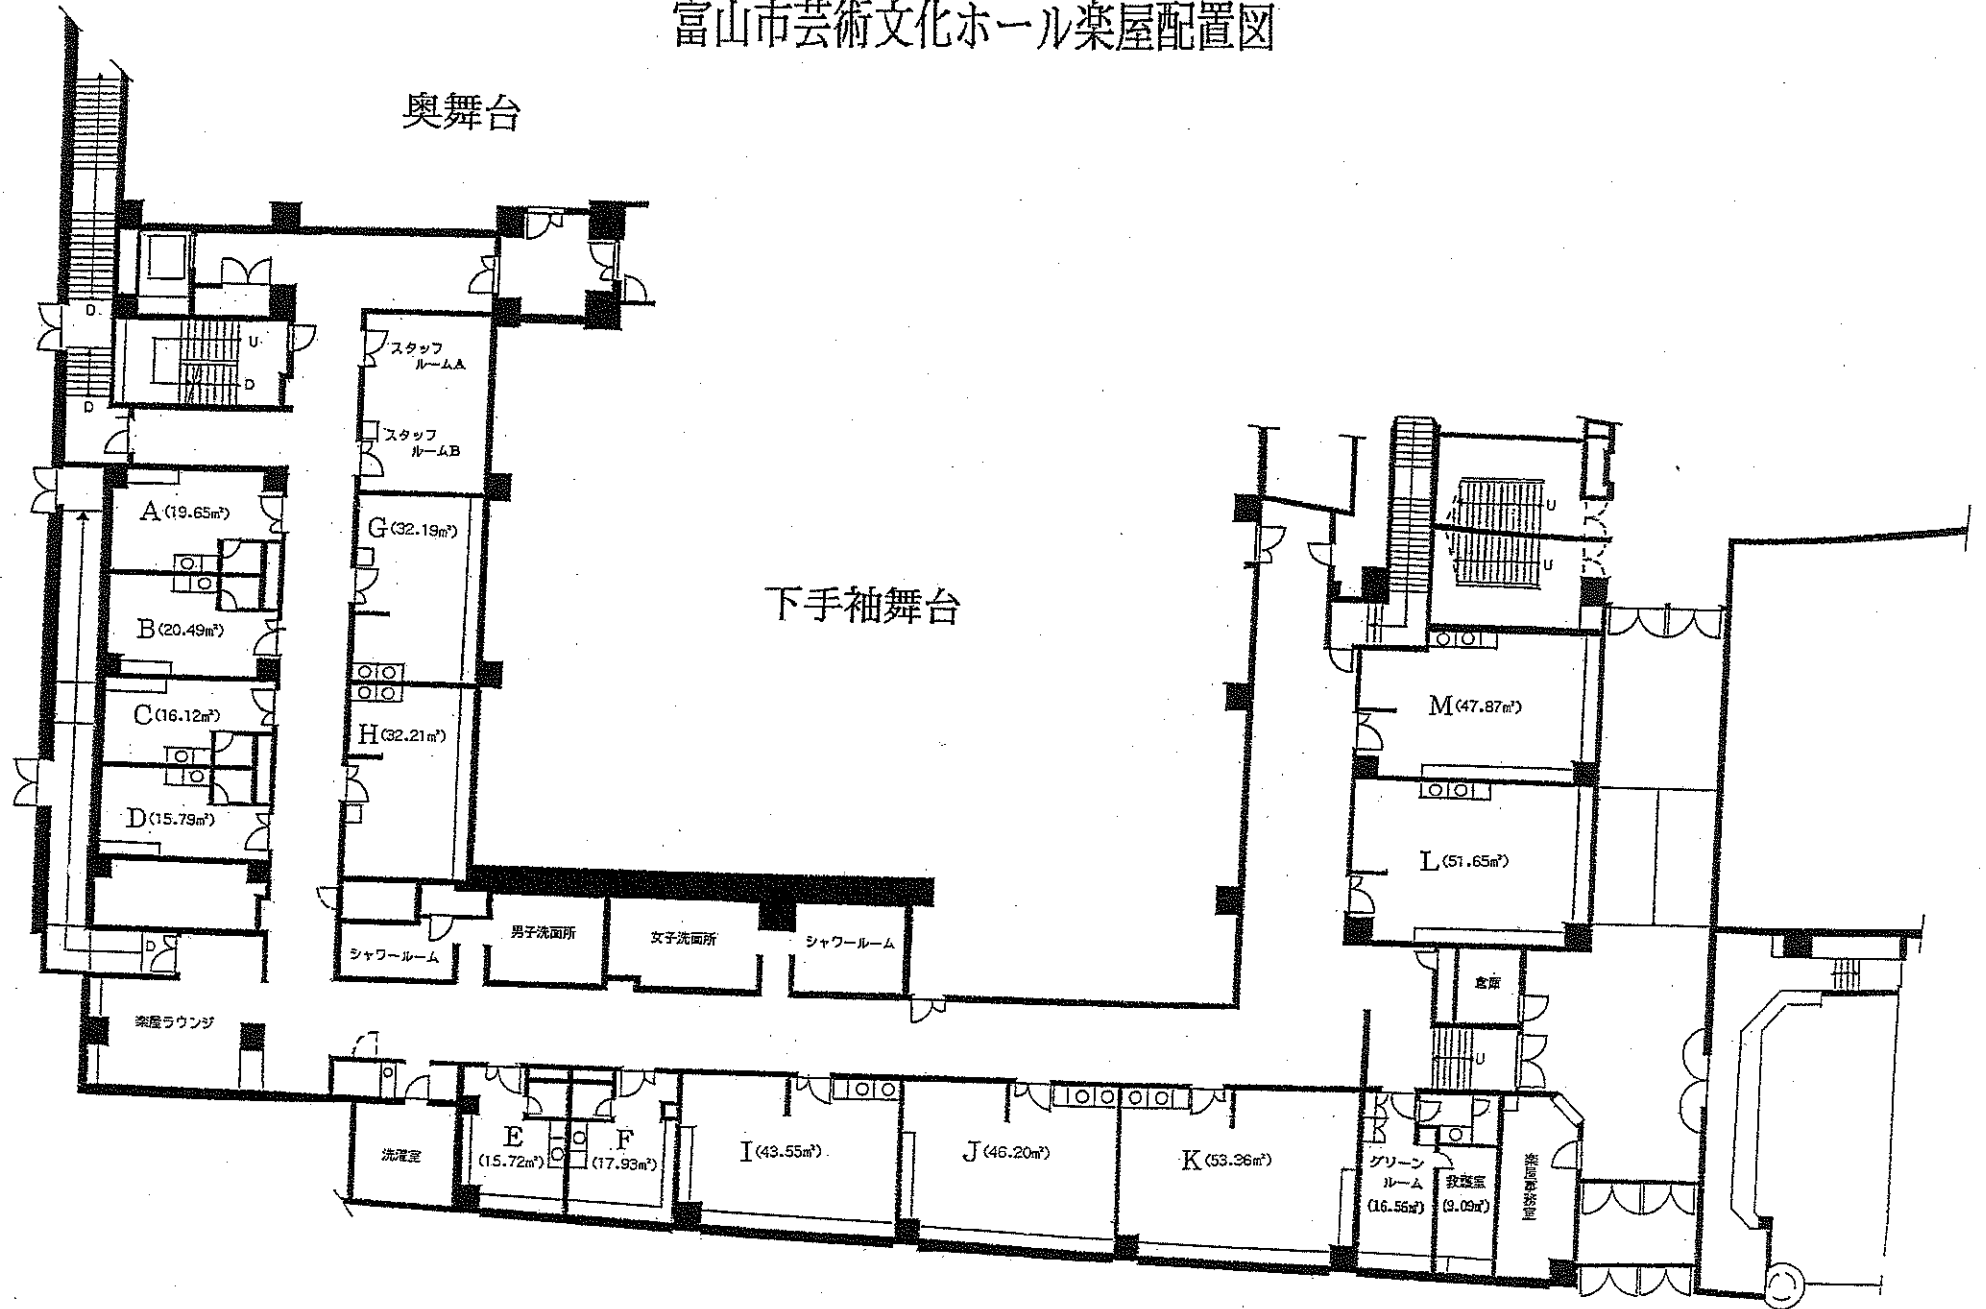 富山市芸術文化ホール楽屋配置図
奥舞台
D
U
D
D
スタッフ
ルームA
スタッフ
ルームB
A(19.65㎡)
G(32.19㎡)
B(20.49㎡)
下手袖舞台
U
U
C(16.12㎡)
H(32.21㎡)
M(47.87㎡)
D(15.79㎡)
L(51.65㎡)
D
シャワールーム
男子洗面所
女子洗面所
シャワールーム
倉庫
楽屋ラウンジ
U
洗濯室
E
(15.72㎡)
F
(17.93㎡)
I(43.55㎡)
J(46.20㎡)
K(53.36㎡)
グリーン
ルーム
(16.56㎡)
救護室
(9.09㎡)
楽屋事務室